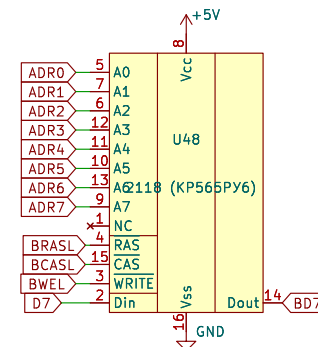 +5V
8
Vcc
ADR0 5 A0
ADR1 7 A1
ADR2 6 A2
ADR3 12 A3
ADR4 11 A4
ADR5 10 A5
ADR6 13 A6
ADR7 9 A7
1 NC
BRASL 4 RAS
BCASL 15 CAS
BWEL 3 WRITE
D7 2 Din
U48
2118 (КР565РУ6)
Dout 14 BD7
Vss
16
GND